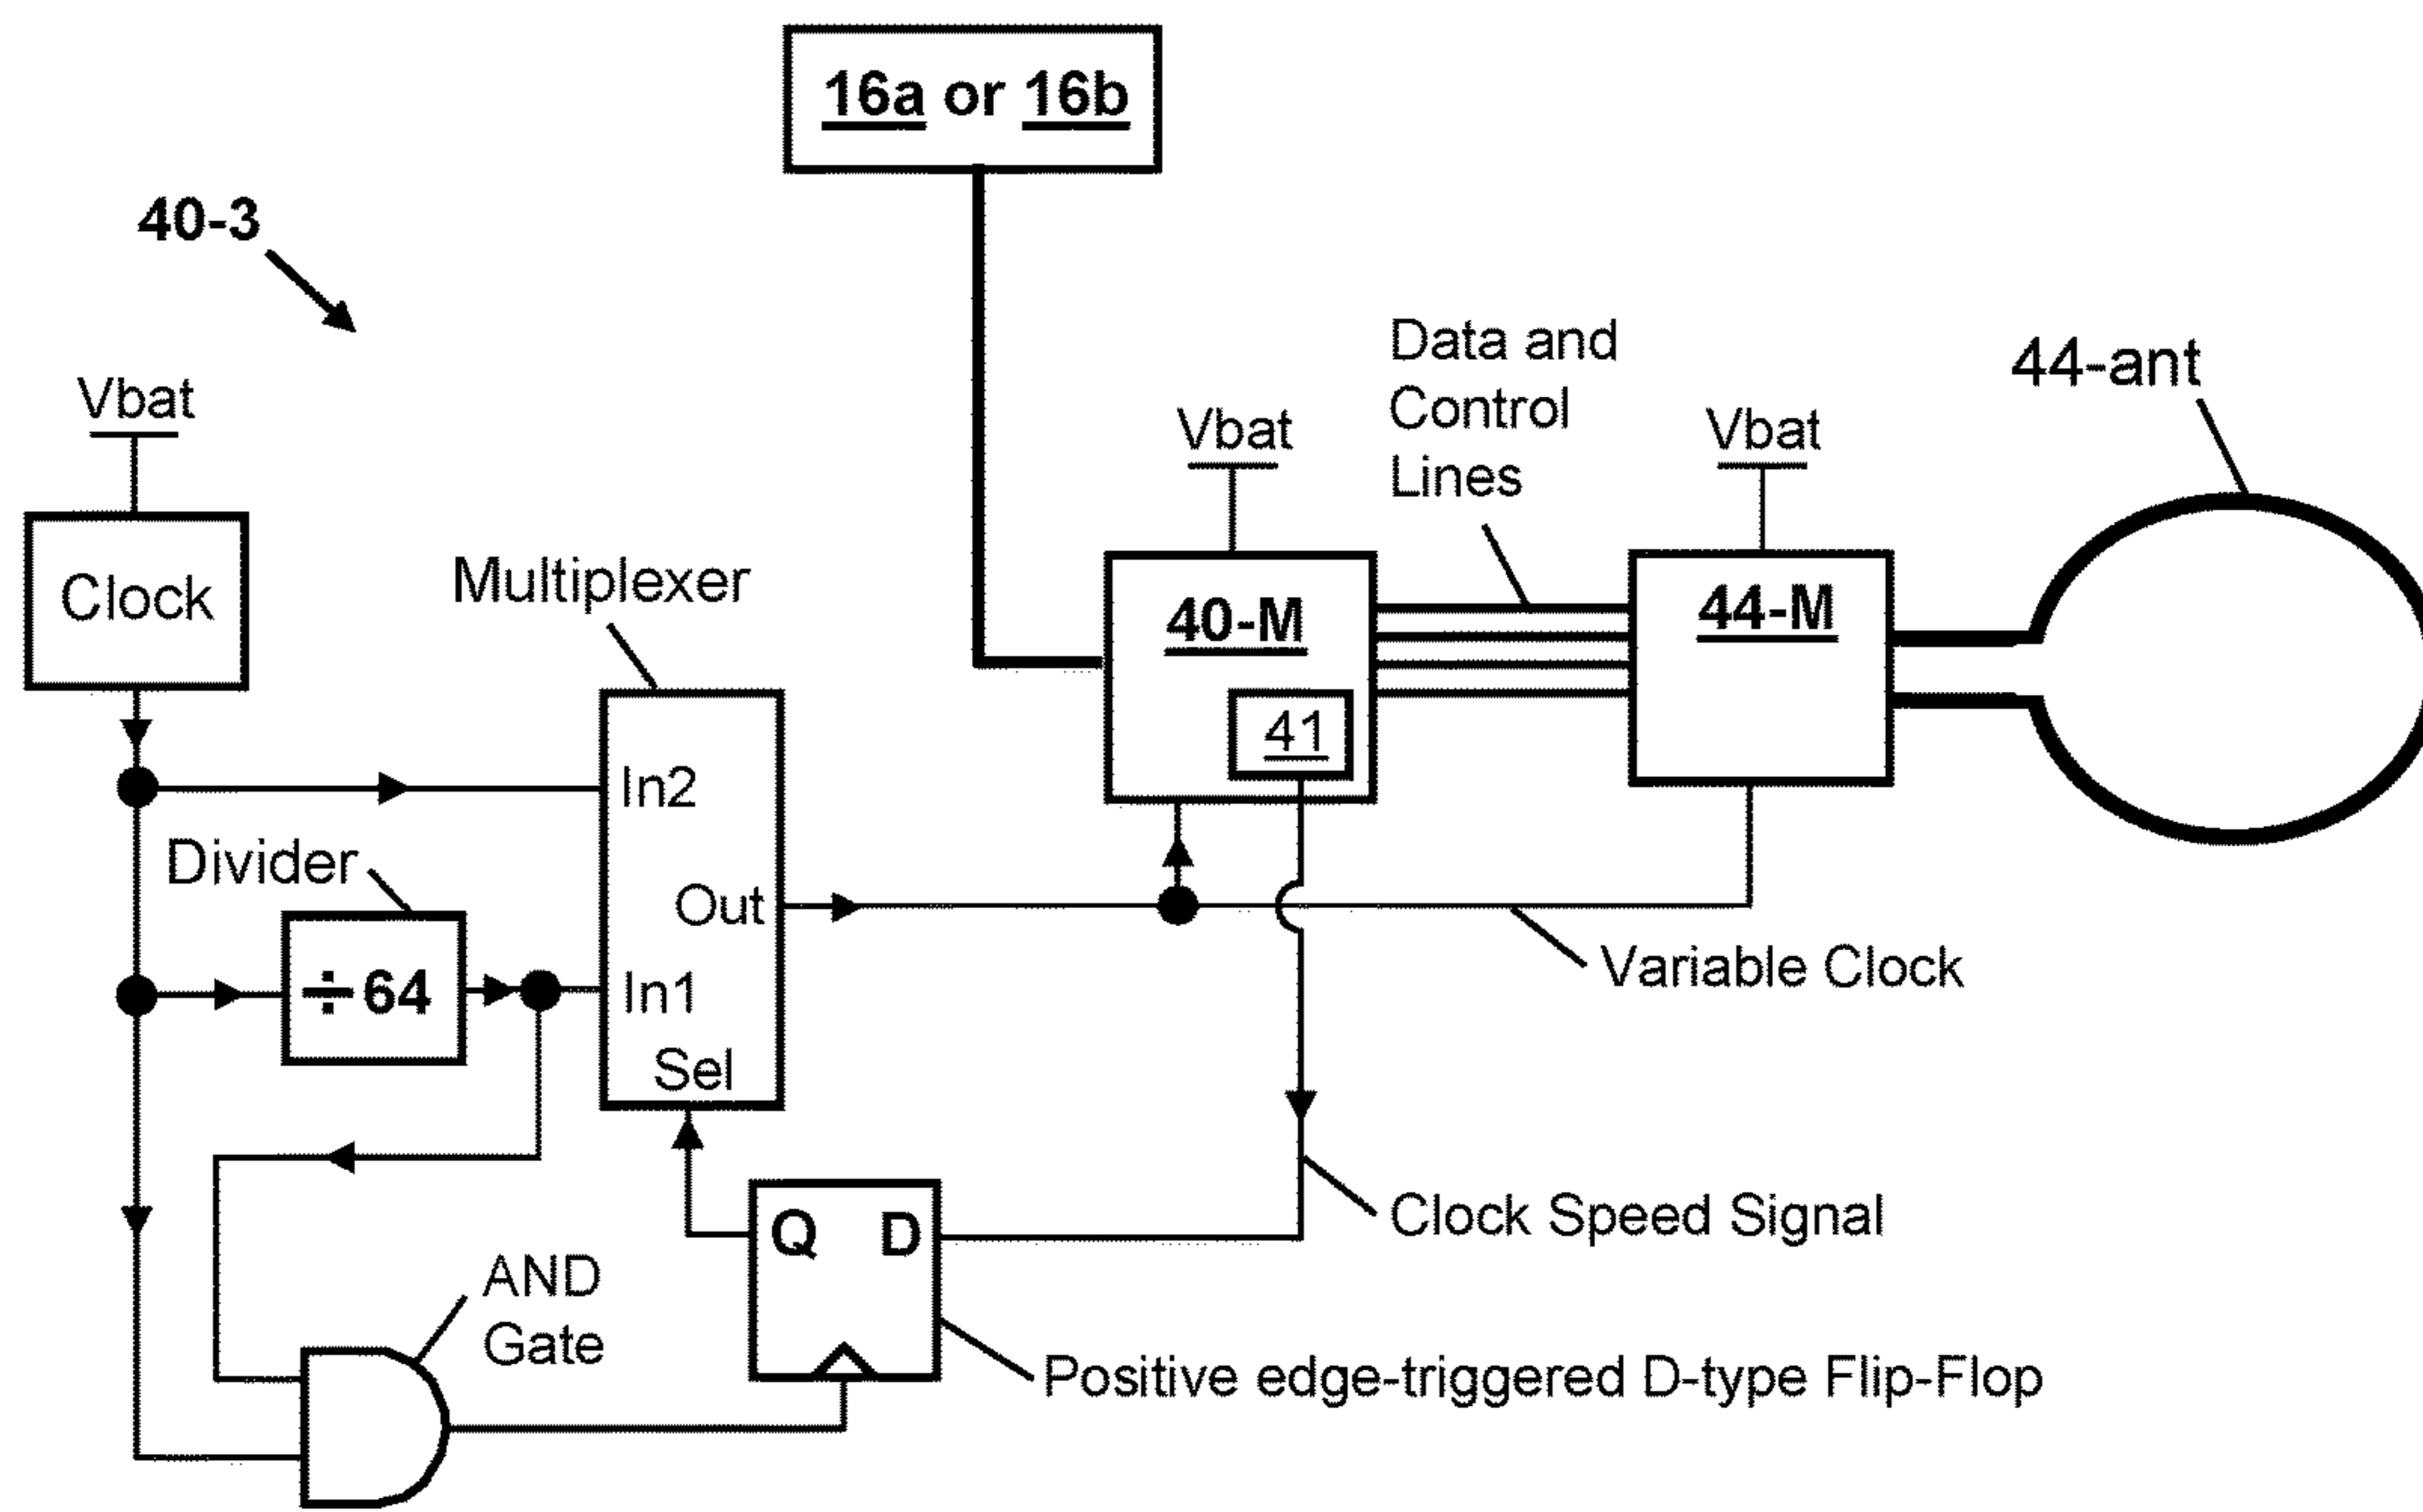 16a or 16b
40-3
Data and
Control
Lines
44-ant
Vbat
Vbat
Vbat
Clock
Multiplexer
40-M
44-M
41
In2
Divider
Out
÷64
In1
Variable Clock
Sel
Clock Speed Signal
Q D
AND
Gate
Positive edge-triggered D-type Flip-Flop